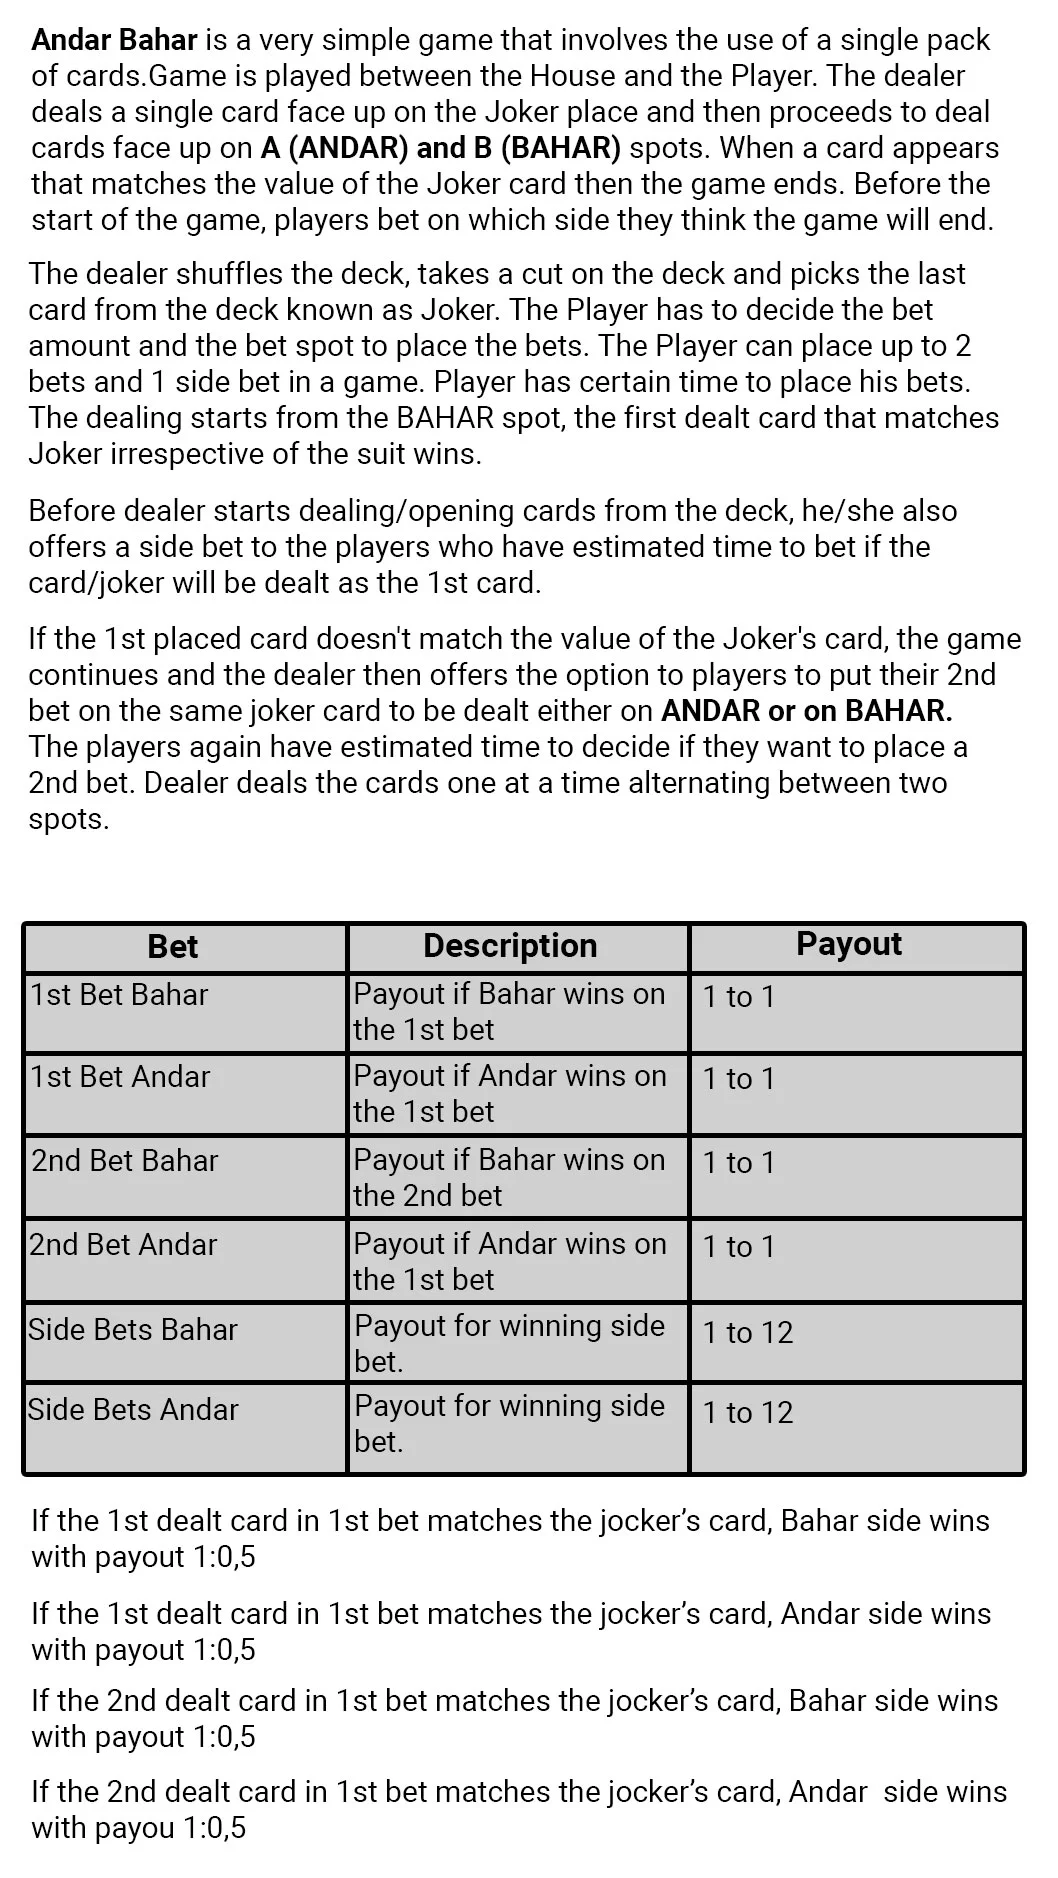 Andar Bahar is a very simple game that involves the use of a single pack
of cards.Game is played between the House and the Player. The dealer
deals a single card face up on the Joker place and then proceeds to deal
cards face up on A (ANDAR) and B (BAHAR) spots. When a card appears
that matches the value of the Joker card then the game ends. Before the
start of the game, players bet on which side they think the game will end.
The dealer shuffles the deck, takes a cut on the deck and picks the last
card from the deck known as Joker. The Player has to decide the bet
amount and the bet spot to place the bets. The Player can place up to 2
bets and 1 side bet in a game. Player has certain time to place his bets.
The dealing starts from the BAHAR spot, the first dealt card that matches
Joker irrespective of the suit wins.
Before dealer starts dealing/opening cards from the deck, he/she also
offers a side bet to the players who have estimated time to bet if the
card/joker will be dealt as the 1st card.
If the 1st placed card doesn't match the value of the Joker's card, the game
continues and the dealer then offers the option to players to put their 2nd
bet on the same joker card to be dealt either on ANDAR or on BAHAR.
The players again have estimated time to decide if they want to place a
2nd bet. Dealer deals the cards one at a time alternating between two
spots.
Bet Description Payout
1st Bet Bahar Payout if Bahar wins on 1 to 1
the 1st bet
1st Bet Andar Payout if Andar wins on 1 to 1
the 1st bet
2nd Bet Bahar Payout if Bahar wins on 1 to 1
the 2nd bet
2nd Bet Andar Payout if Andar wins on 1 to 1
the 1st bet
Side Bets Bahar Payout for winning side 1 to 12
bet.
Side Bets Andar Payout for winning side 1 to 12
bet.
If the 1st dealt card in 1st bet matches the jocker’s card, Bahar side wins
with payout 1:0,5
If the 1st dealt card in 1st bet matches the jocker’s card, Andar side wins
with payout 1:0,5
If the 2nd dealt card in 1st bet matches the jocker’s card, Bahar side wins
with payout 1:0,5
If the 2nd dealt card in 1st bet matches the jocker’s card, Andar  side wins
with payou 1:0,5